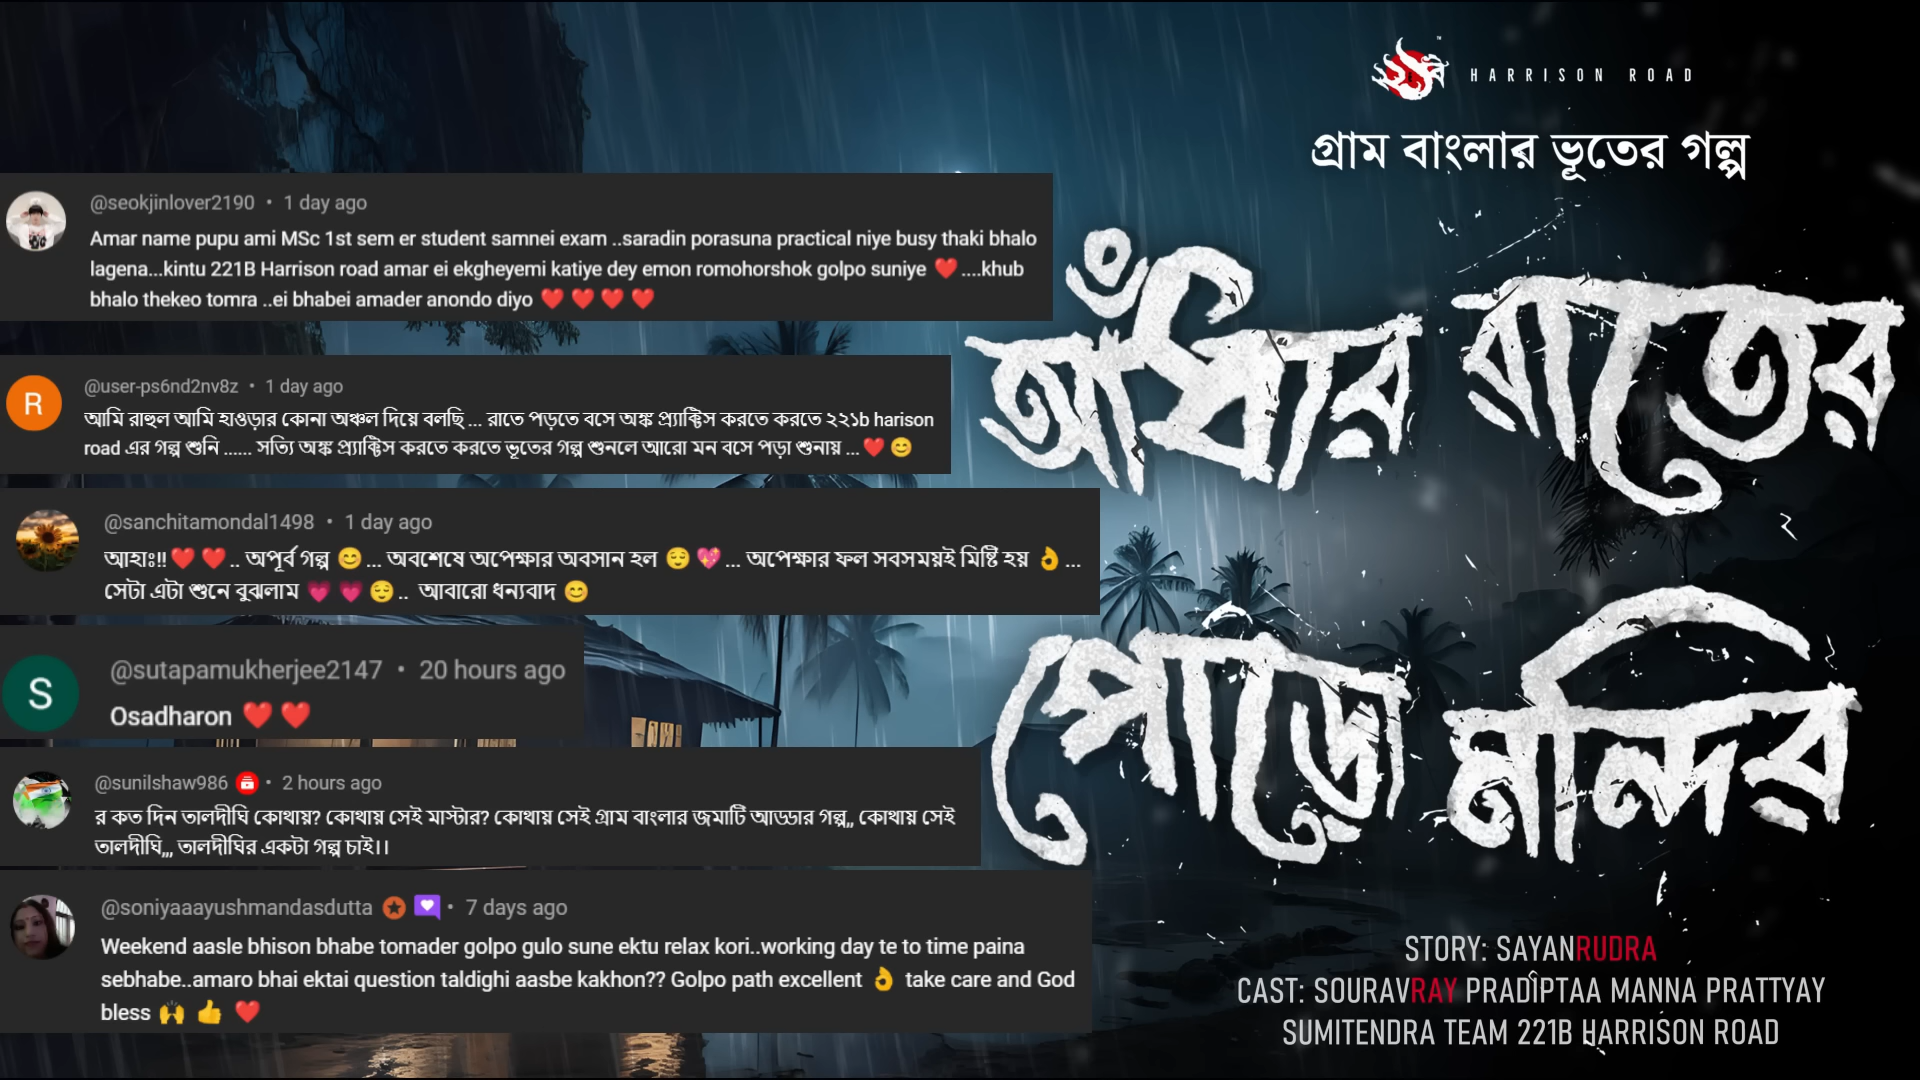 @seokjinlover2190 • 1 day ago
Amar name pupu ami MSc 1st sem er student samnei exam ..saradin porasuna practical niye busy thaki bhalo
lagena...kintu 221B Harrison road amar ei ekgheyemi katiye dey emon romohorshok golpo suniye ❤️....khub
bhalo thekeo tomra ..ei bhabei amader anondo diyo ❤️ ❤️ ❤️ ❤️
R
@user-ps6nd2nv8z • 1 day ago
আমি রাহুল আমি হাওড়ার কোনা অঞ্চল দিয়ে বলছি ... রাতে পড়তে বসে অঙ্ক প্র্যাক্টিস করতে করতে ২২১b harison
road এর গল্প শুনি ...... সত্যি অঙ্ক প্র্যাক্টিস করতে করতে ভূতের গল্প শুনলে আরো মন বসে পড়া শুনায় ... ❤️ 😊
@sanchitamondal1498 • 1 day ago
আহাঃ!! ❤️ ❤️ .. অপূর্ব গল্প 😊 ... অবশেষে অপেক্ষার অবসান হল 😌 💖 ... অপেক্ষার ফল সবসময়ই মিষ্টি হয় 👌 ...
সেটা এটা শুনে বুঝলাম 💗 💗 😌 .. আবারো ধন্যবাদ 😊
S
@sutapamukherjee2147 • 20 hours ago
Osadharon ❤️ ❤️
@sunilshaw986 • 2 hours ago
র কত দিন তালদীঘি কোথায়? কোথায় সেই মাস্টার? কোথায় সেই গ্রাম বাংলার জমাটি আড্ডার গল্প,, কোথায় সেই
তালদীঘি,,, তালদীঘির একটা গল্প চাই।।
@soniyaaayushmandasdutta • 7 days ago
Weekend aasle bhison bhabe tomader golpo gulo sune ektu relax kori..working day te to time paina
sebhabe..amaro bhai ektai question taldighi aasbe kakhon?? Golpo path excellent 👌 take care and God
bless 🙌 👍 ❤️
২২১ব HARRISON ROAD
গ্রাম বাংলার ভূতের গল্প
আঁধার রাতের
পোড়ো মন্দির
STORY: SAYANRUDRA
CAST: SOURAVRAY PRADIPTAA MANNA PRATTYAY
SUMITENDRA TEAM 221B HARRISON ROAD